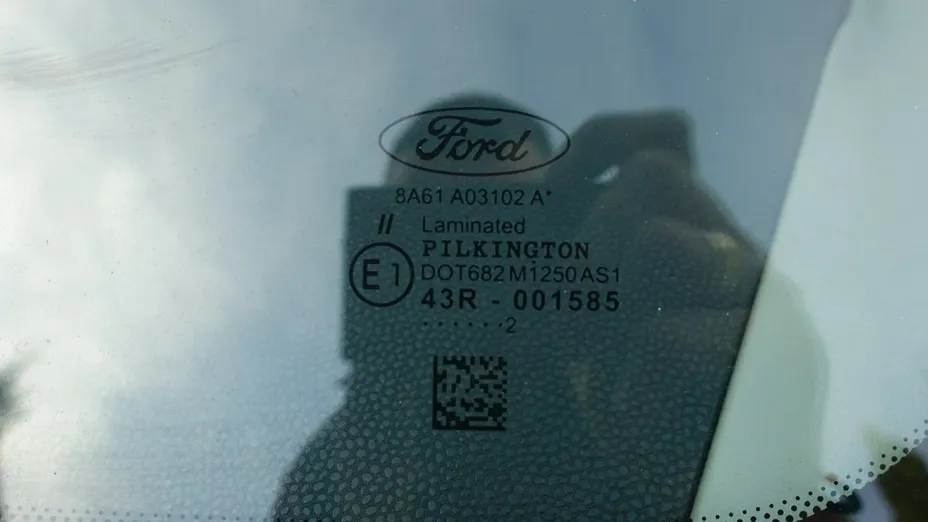 Ford
8A61 A03102 A*
// Laminated
PILKINGTON
E1 DOT682 M1250 AS1
43R - 001585
······2